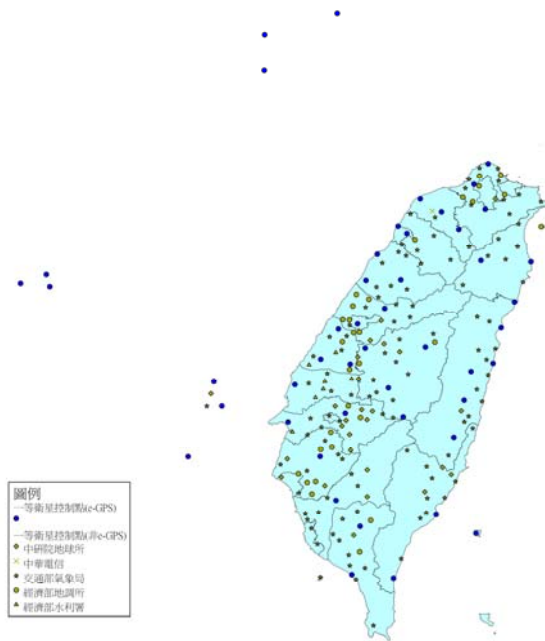 圖例
一等衛星控制點(e-GPS)
一等衛星控制點(非e-GPS)
中研院地球所
中華電信
交通部氣象局
經濟部地調所
經濟部水利署